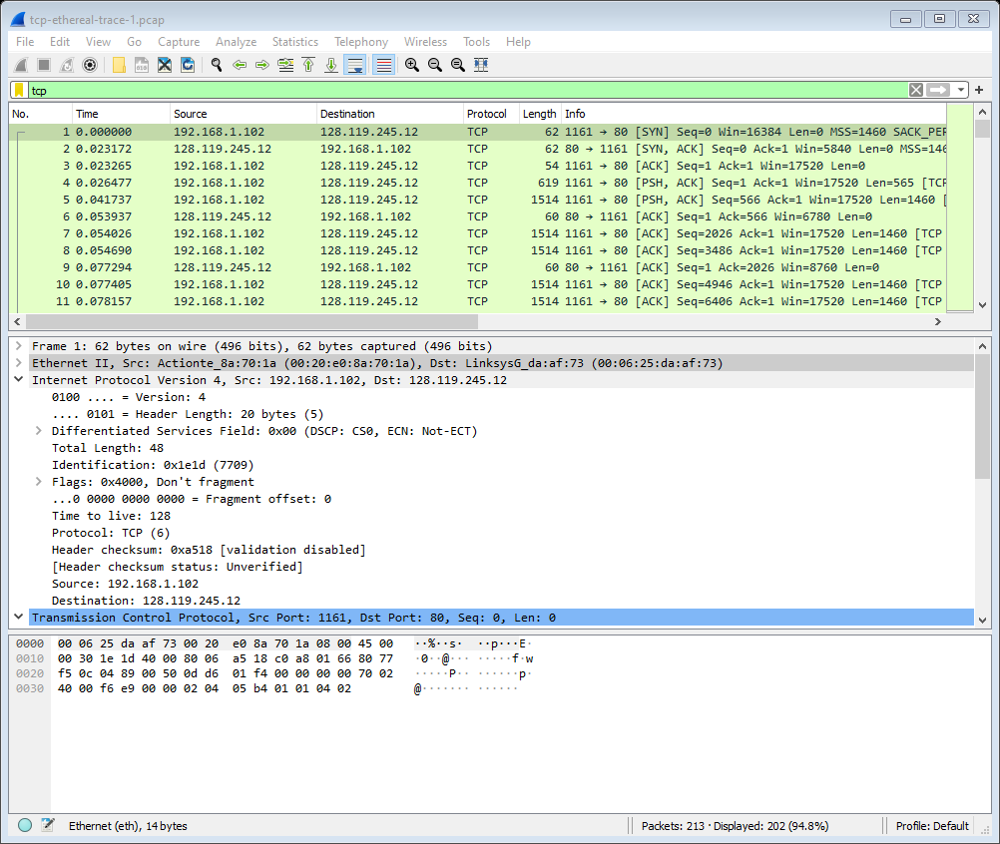 tcp-ethereal-trace-1.pcap
File Edit View Go Capture Analyze Statistics Telephony Wireless Tools Help
tcp
No. Time Source Destination Protocol Length Info
1 0.000000 192.168.1.102 128.119.245.12 TCP 62 1161 → 80 [SYN] Seq=0 Win=16384 Len=0 MSS=1460 SACK_PER
2 0.023172 128.119.245.12 192.168.1.102 TCP 62 80 → 1161 [SYN, ACK] Seq=0 Ack=1 Win=5840 Len=0 MSS=146
3 0.023265 192.168.1.102 128.119.245.12 TCP 54 1161 → 80 [ACK] Seq=1 Ack=1 Win=17520 Len=0
4 0.026477 192.168.1.102 128.119.245.12 TCP 619 1161 → 80 [PSH, ACK] Seq=1 Ack=1 Win=17520 Len=565 [TCP
5 0.041737 192.168.1.102 128.119.245.12 TCP 1514 1161 → 80 [PSH, ACK] Seq=566 Ack=1 Win=17520 Len=1460 [
6 0.053937 128.119.245.12 192.168.1.102 TCP 60 80 → 1161 [ACK] Seq=1 Ack=566 Win=6780 Len=0
7 0.054026 192.168.1.102 128.119.245.12 TCP 1514 1161 → 80 [ACK] Seq=2026 Ack=1 Win=17520 Len=1460 [TCP
8 0.054690 192.168.1.102 128.119.245.12 TCP 1514 1161 → 80 [ACK] Seq=3486 Ack=1 Win=17520 Len=1460 [TCP
9 0.077294 128.119.245.12 192.168.1.102 TCP 60 80 → 1161 [ACK] Seq=1 Ack=2026 Win=8760 Len=0
10 0.077405 192.168.1.102 128.119.245.12 TCP 1514 1161 → 80 [ACK] Seq=4946 Ack=1 Win=17520 Len=1460 [TCP
11 0.078157 192.168.1.102 128.119.245.12 TCP 1514 1161 → 80 [ACK] Seq=6406 Ack=1 Win=17520 Len=1460 [TCP
Frame 1: 62 bytes on wire (496 bits), 62 bytes captured (496 bits)
Ethernet II, Src: Actionte_8a:70:1a (00:20:e0:8a:70:1a), Dst: LinksysG_da:af:73 (00:06:25:da:af:73)
Internet Protocol Version 4, Src: 192.168.1.102, Dst: 128.119.245.12
0100 .... = Version: 4
.... 0101 = Header Length: 20 bytes (5)
Differentiated Services Field: 0x00 (DSCP: CS0, ECN: Not-ECT)
Total Length: 48
Identification: 0x1e1d (7709)
Flags: 0x4000, Don't fragment
...0 0000 0000 0000 = Fragment offset: 0
Time to live: 128
Protocol: TCP (6)
Header checksum: 0xa518 [validation disabled]
[Header checksum status: Unverified]
Source: 192.168.1.102
Destination: 128.119.245.12
Transmission Control Protocol, Src Port: 1161, Dst Port: 80, Seq: 0, Len: 0
0000 00 06 25 da af 73 00 20 e0 8a 70 1a 08 00 45 00 ··%··s·  ··p···E·
0010 00 30 1e 1d 40 00 80 06 a5 18 c0 a8 01 66 80 77 ·0··@··· ·····f·w
0020 f5 0c 04 89 00 50 0d d6 01 f4 00 00 00 00 70 02 ·····P·· ······p·
0030 40 00 f6 e9 00 00 02 04 05 b4 01 01 04 02 @······· ······
Ethernet (eth), 14 bytes Packets: 213 · Displayed: 202 (94.8%) Profile: Default